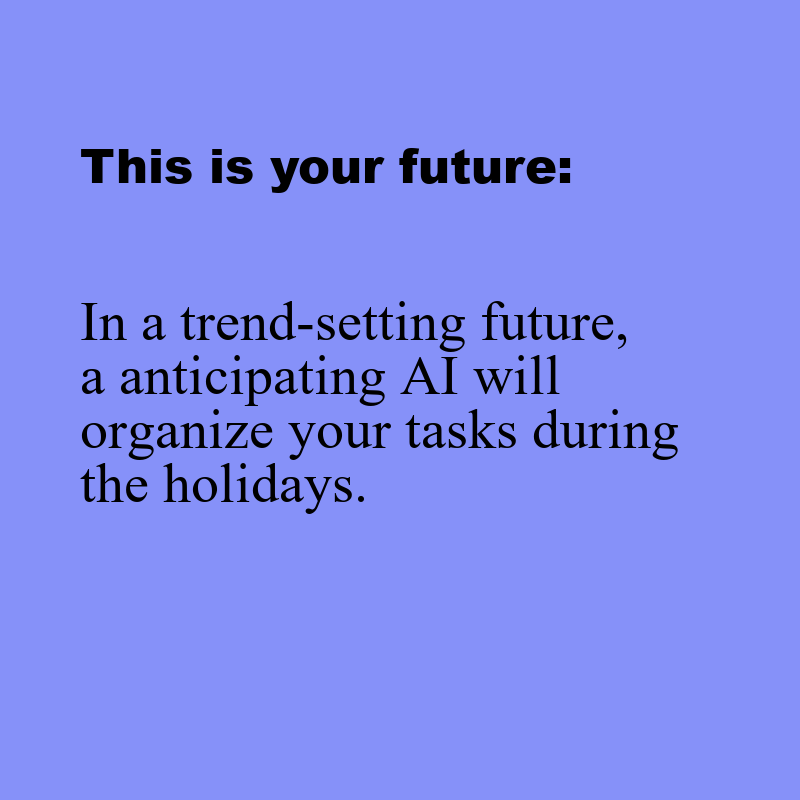 This is your future:
In a trend-setting future,
a anticipating AI will
organize your tasks during
the holidays.